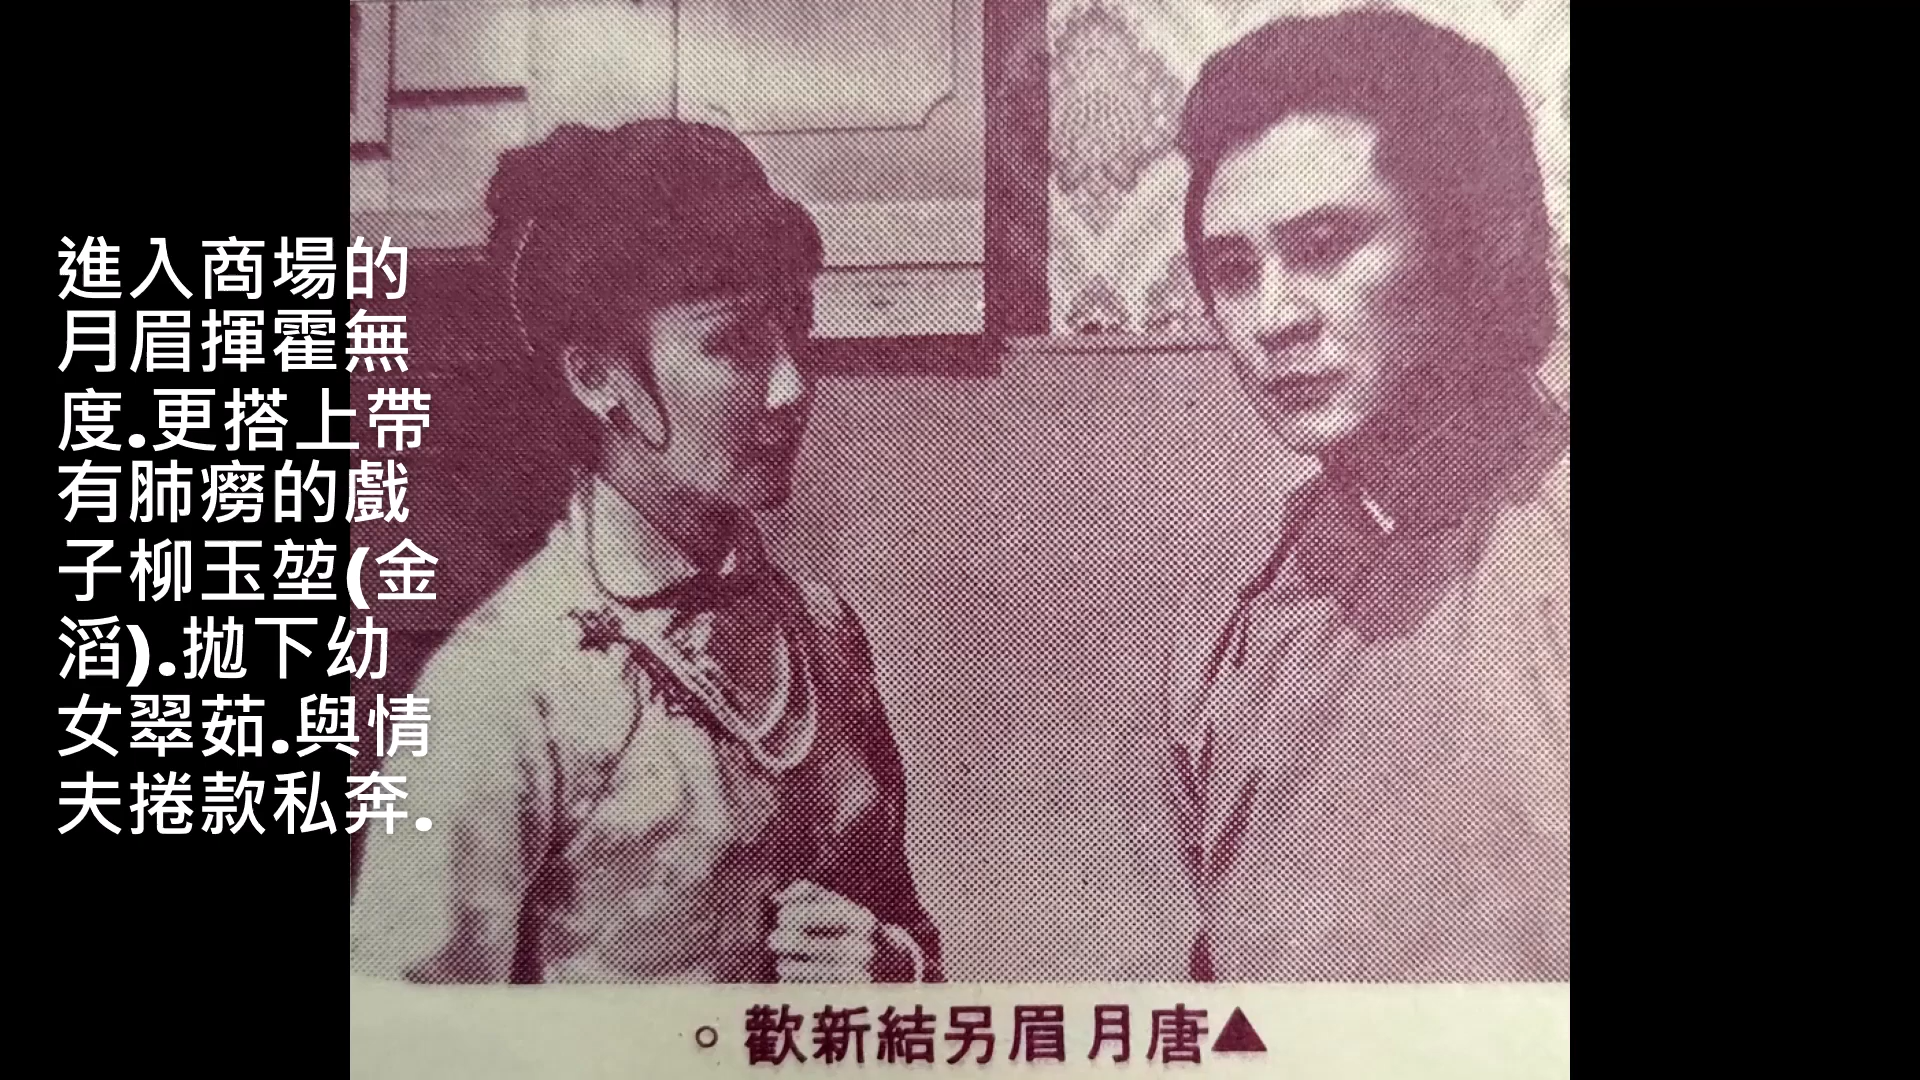 進入商場的
月眉揮霍無
度.更搭上帶
有肺癆的戲
子柳玉堃(金
滔).拋下幼
女翠茹.與情
夫捲款私奔.
▲唐月眉另結新歡。